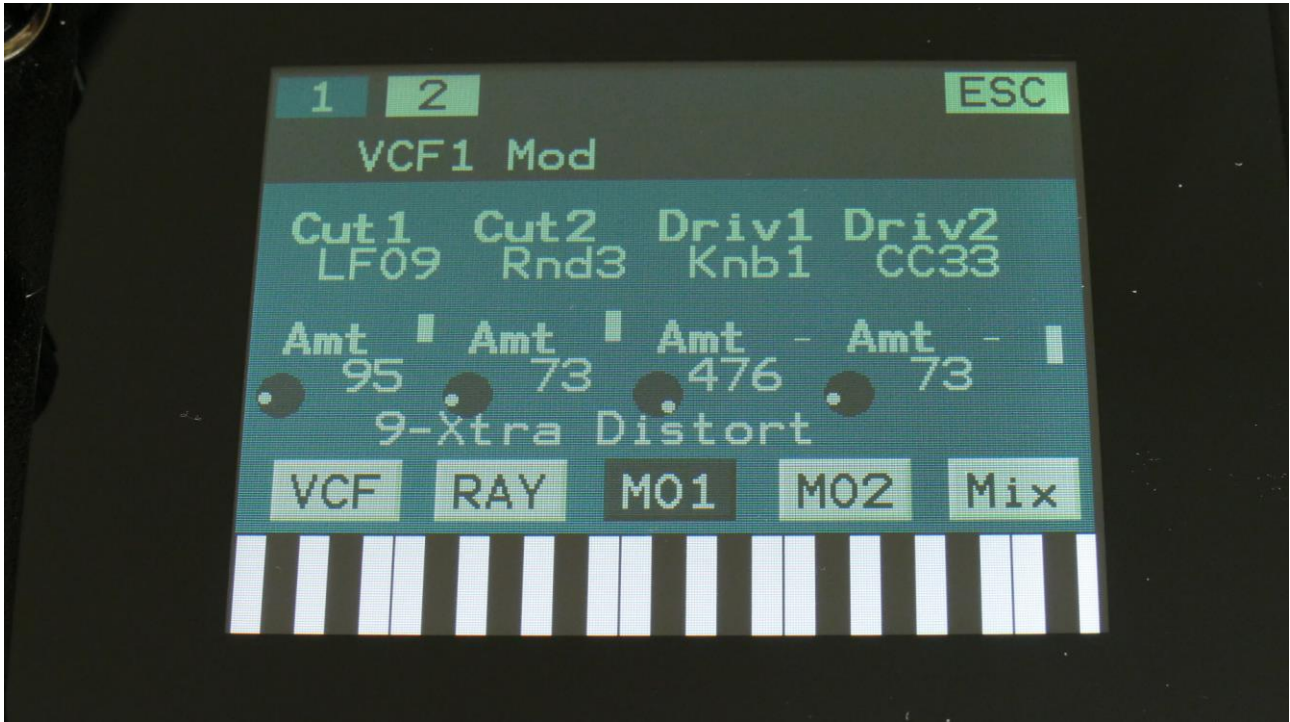 1 2 ESC
VCF1 Mod
Cut1 Cut2 Driv1 Driv2
LFO9 Rnd3 Knb1 CC33
Amt Amt Amt - Amt -
95 73 476 73
9-Xtra Distort
VCF RAY MO1 MO2 Mix